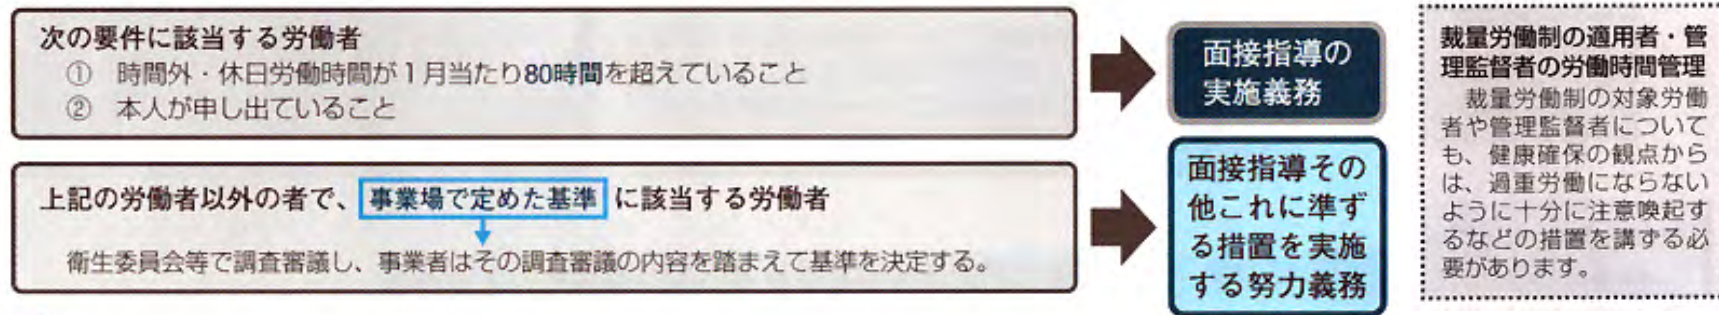 次の要件に該当する労働者
① 時間外・休日労働時間が1月当たり80時間を超えていること
② 本人が申し出ていること
面接指導の
実施義務
上記の労働者以外の者で、事業場で定めた基準に該当する労働者
衛生委員会等で調査審議し、事業者はその調査審議の内容を踏まえて基準を決定する。
面接指導その
他これに準ず
る措置を実施
する努力義務
裁量労働制の適用者・管
理監督者の労働時間管理
裁量労働制の対象労働
者や管理監督者について
も、健康確保の観点から
は、過重労働にならない
ように十分に注意喚起す
るなどの措置を講ずる必
要があります。